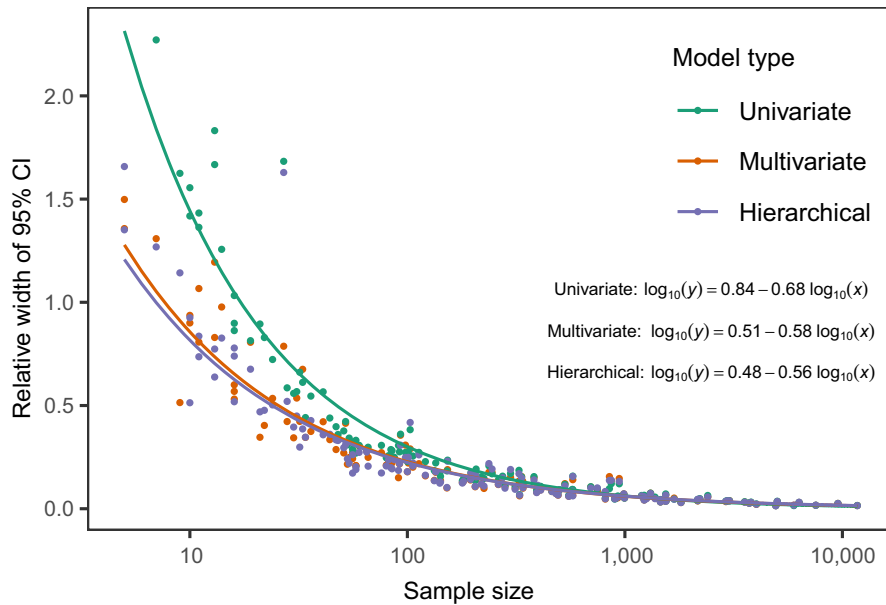 2.0
1.5
1.0
0.5
0.0
Relative width of 95% CI
Model type
Univariate
Multivariate
Hierarchical
Univariate: log₁₀(y) = 0.84 − 0.68 log₁₀(x)
Multivariate: log₁₀(y) = 0.51 − 0.58 log₁₀(x)
Hierarchical: log₁₀(y) = 0.48 − 0.56 log₁₀(x)
10
100
1,000
10,000
Sample size